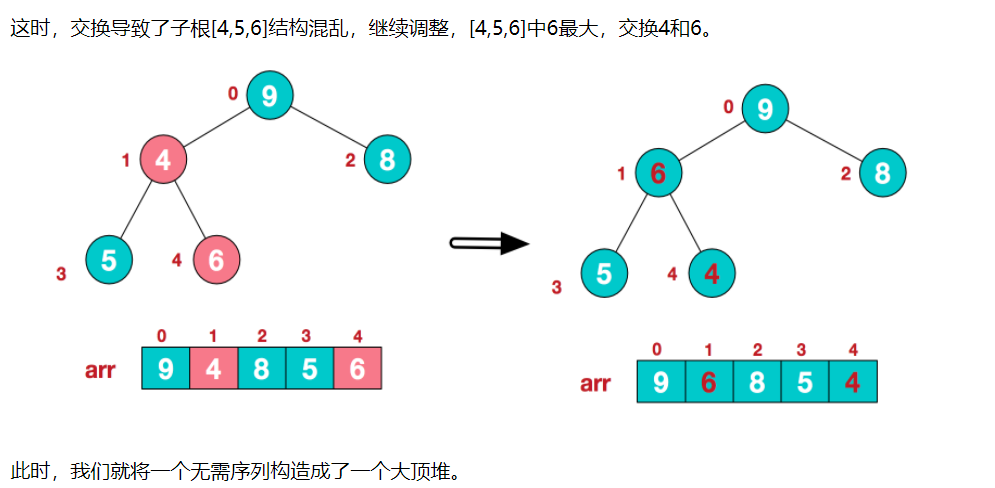 这时，交换导致了子根[4,5,6]结构混乱，继续调整，[4,5,6]中6最大，交换4和6。
0 9
1 4 2 8
3 5 4 6
0 1 2 3 4
arr 9 4 8 5 6
0 9
1 6 2 8
3 5 4 4
0 1 2 3 4
arr 9 6 8 5 4
此时，我们就将一个无需序列构造成了一个大顶堆。